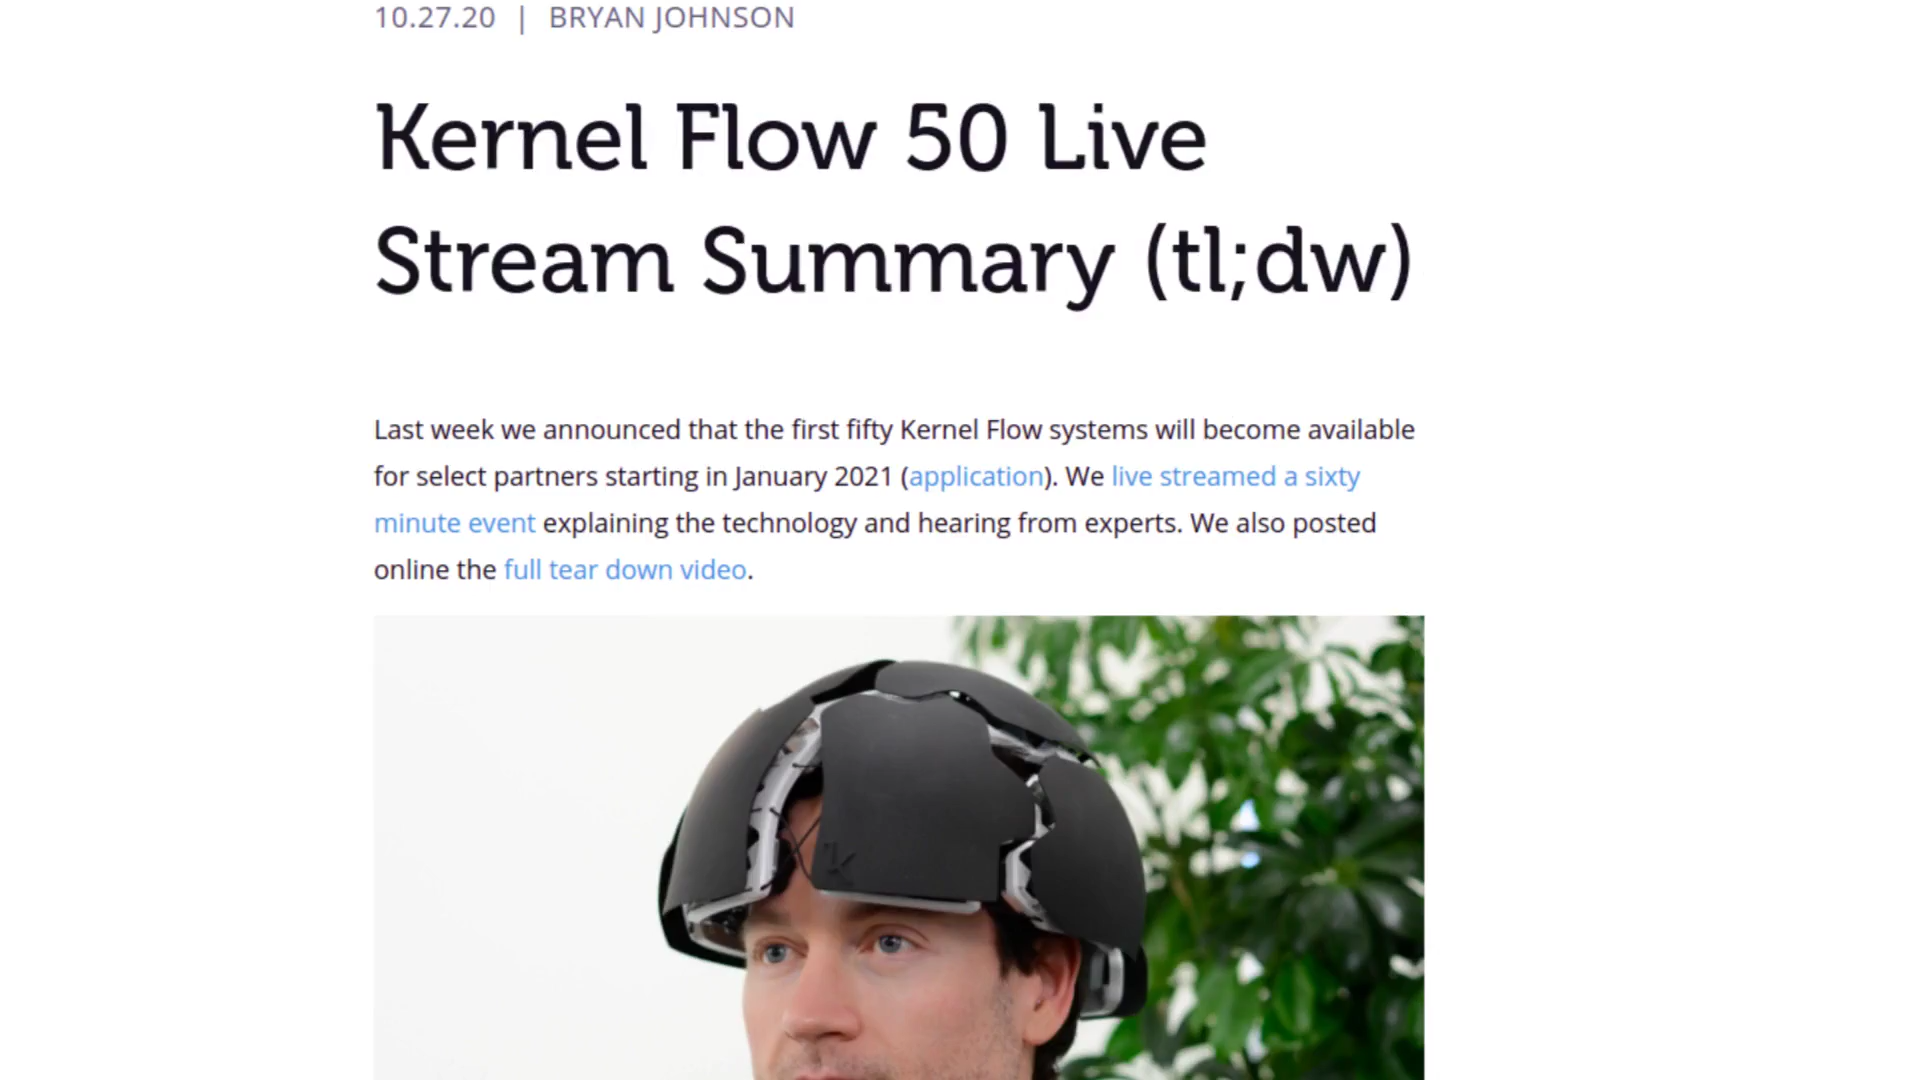 10.27.20 | BRYAN JOHNSON
Kernel Flow 50 Live
Stream Summary (tl;dw)
Last week we announced that the first fifty Kernel Flow systems will become available
for select partners starting in January 2021 (application). We live streamed a sixty
minute event explaining the technology and hearing from experts. We also posted
online the full tear down video.
k